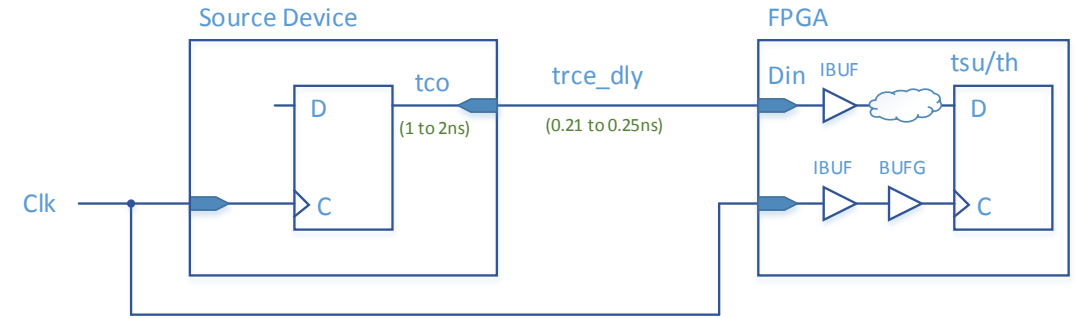 Source Device
FPGA
tco
trce_dly
Din
IBUF
tsu/th
D
(1 to 2ns)
(0.21 to 0.25ns)
D
IBUF
BUFG
Clk
C
C